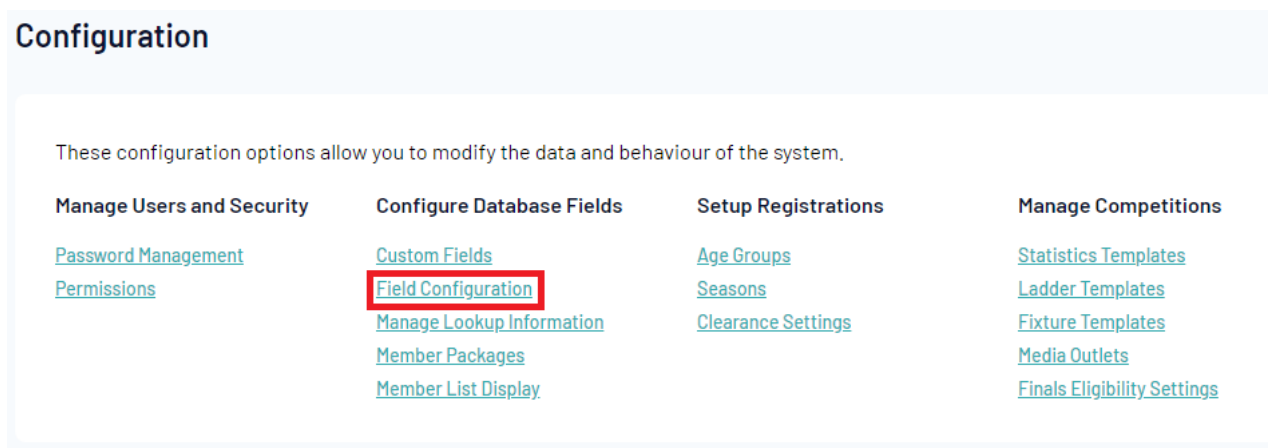 Configuration
These configuration options allow you to modify the data and behaviour of the system.
Manage Users and Security
Password Management
Permissions
Configure Database Fields
Custom Fields
Field Configuration
Manage Lookup Information
Member Packages
Member List Display
Setup Registrations
Age Groups
Seasons
Clearance Settings
Manage Competitions
Statistics Templates
Ladder Templates
Fixture Templates
Media Outlets
Finals Eligibility Settings